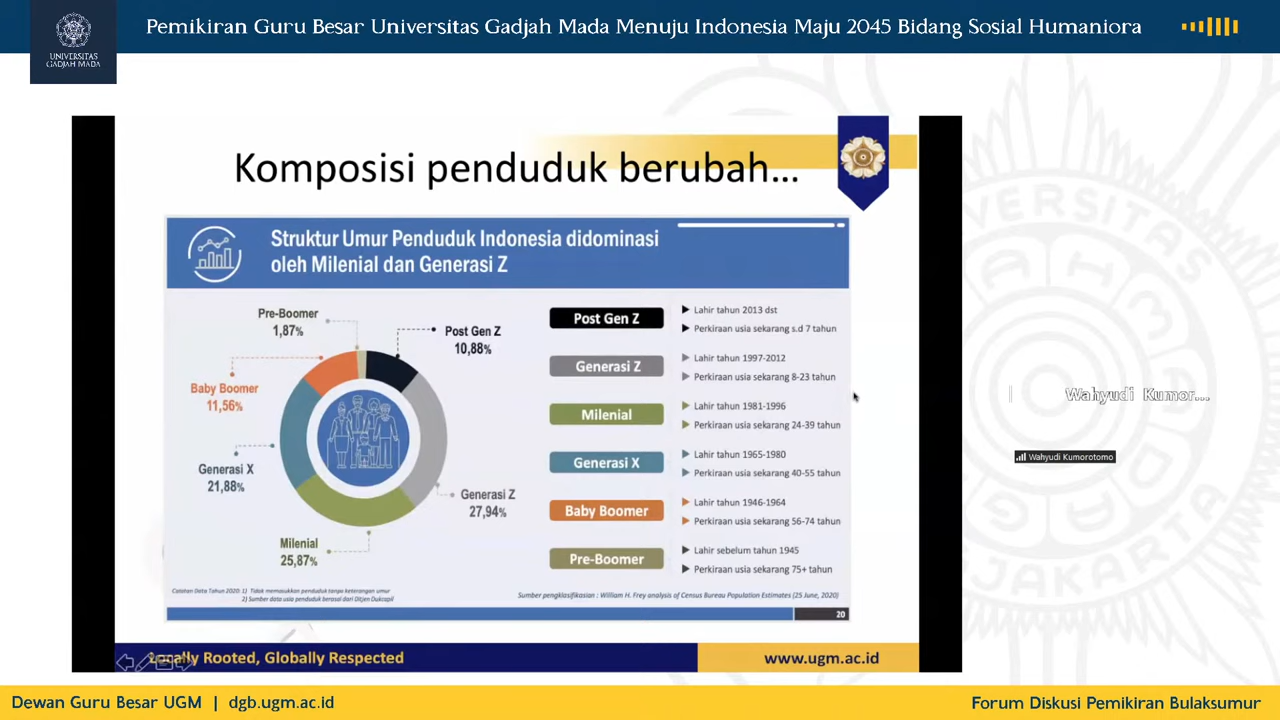 Pemikiran Guru Besar Universitas Gadjah Mada Menuju Indonesia Maju 2045 Bidang Sosial Humaniora
UNIVERSITAS
GADJAH MADA
Komposisi penduduk berubah...
Struktur Umur Penduduk Indonesia didominasi
oleh Milenial dan Generasi Z
Pre-Boomer
1,87%
Post Gen Z
10,88%
Baby Boomer
11,56%
Generasi X
21,88%
Generasi Z
27,94%
Milenial
25,87%
Post Gen Z
Lahir tahun 2013 dst
Perkiraan usia sekarang s.d 7 tahun
Generasi Z
Lahir tahun 1997-2012
Perkiraan usia sekarang 8-23 tahun
Milenial
Lahir tahun 1981-1996
Perkiraan usia sekarang 24-39 tahun
Generasi X
Lahir tahun 1965-1980
Perkiraan usia sekarang 40-55 tahun
Baby Boomer
Lahir tahun 1946-1964
Perkiraan usia sekarang 56-74 tahun
Pre-Boomer
Lahir sebelum tahun 1945
Perkiraan usia sekarang 75+ tahun
Catatan Data Tahun 2020: 1) Tidak memasukkan penduduk tanpa keterangan umur
2) Sumber data usia penduduk berasal dari Ditjen Dukcapil
Sumber pengklasifikasian : William H. Frey analysis of Census Bureau Population Estimates (25 June, 2020)
20
Locally Rooted, Globally Respected
www.ugm.ac.id
Wahyudi Kumor...
Wahyudi Kumorotomo
Dewan Guru Besar UGM | dgb.ugm.ac.id
Forum Diskusi Pemikiran Bulaksumur